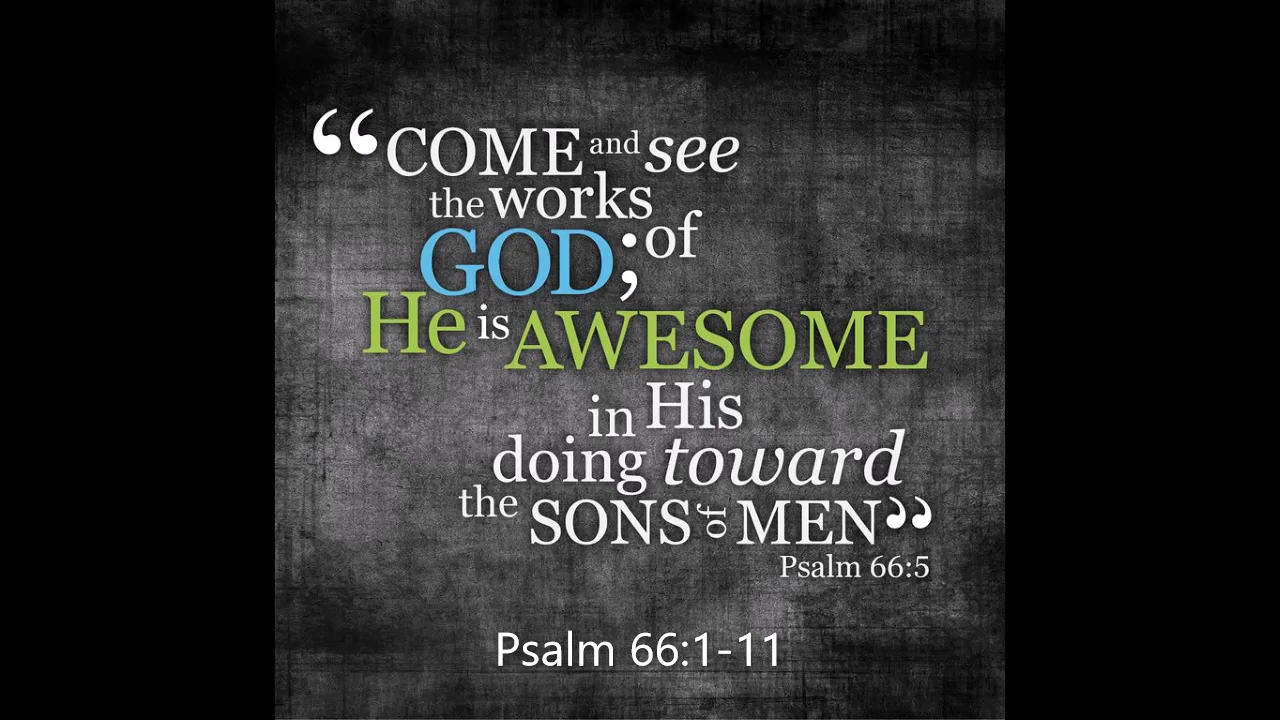 “COME and see
the works
GOD; of
He is AWESOME
in His
doing toward
the SONS of MEN”
Psalm 66:5
Psalm 66:1-11